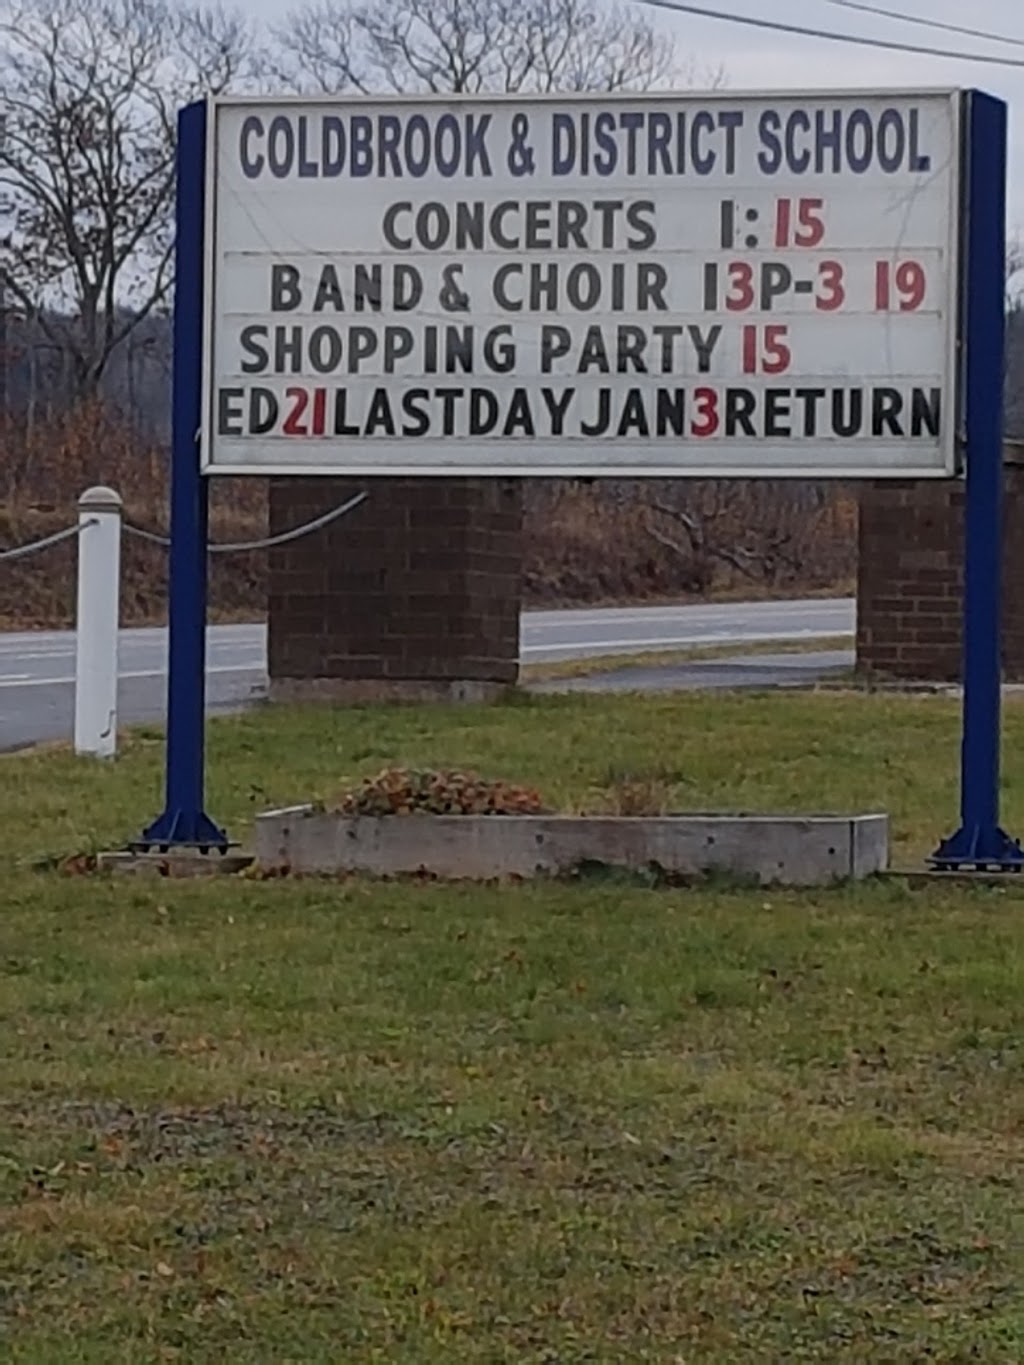 COLDBROOK & DISTRICT SCHOOL
CONCERTS 1:15
BAND & CHOIR 13P-3 19
SHOPPING PARTY 15
ED21LASTDAYJAN3RETURN